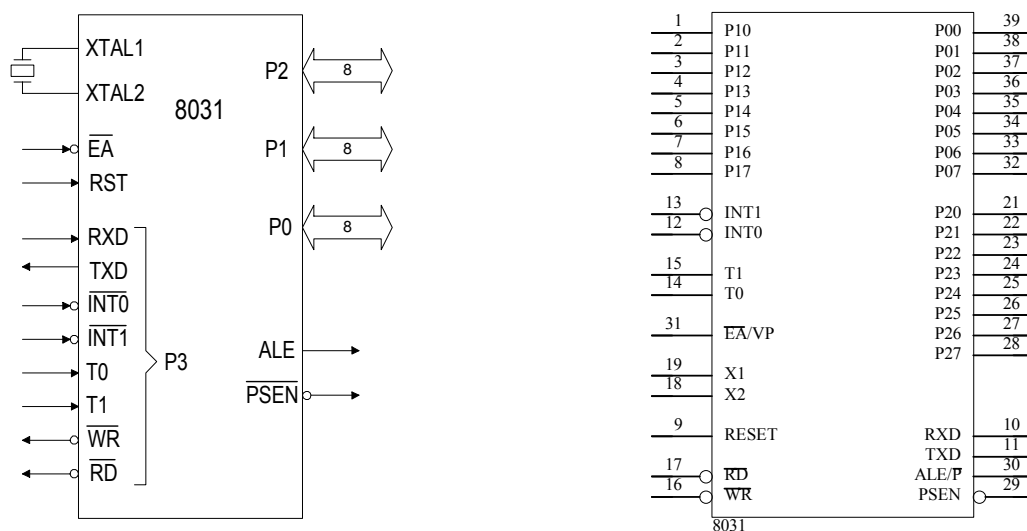 XTAL1
XTAL2
8031
EA
RST
RXD
TXD
INT0
INT1
T0
T1
WR
RD
P3
P2
8
P1
8
P0
8
ALE
PSEN
1 P10 P00 39
2 P11 P01 38
3 P12 P02 37
4 P13 P03 36
5 P14 P04 35
6 P15 P05 34
7 P16 P06 33
8 P17 P07 32
13 INT1 P20 21
12 INT0 P21 22
P22 23
15 T1 P23 24
14 T0 P24 25
P25 26
31 EA/VP P26 27
P27 28
19 X1
18 X2
9 RESET RXD 10
TXD 11
17 RD ALE/P 30
16 WR PSEN 29
8031